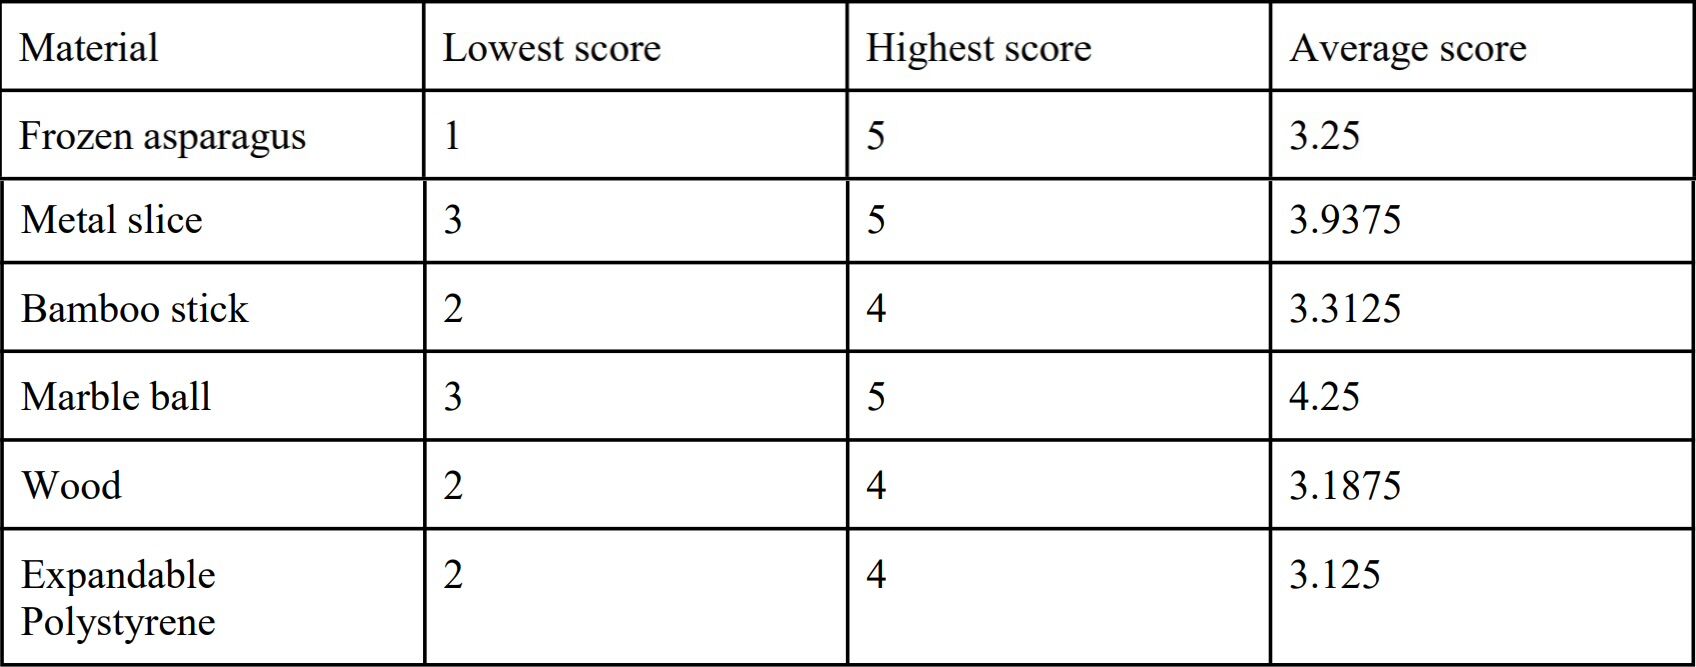 Material Lowest score Highest score Average score
Frozen asparagus 1 5 3.25
Metal slice 3 5 3.9375
Bamboo stick 2 4 3.3125
Marble ball 3 5 4.25
Wood 2 4 3.1875
Expandable 2 4 3.125
Polystyrene